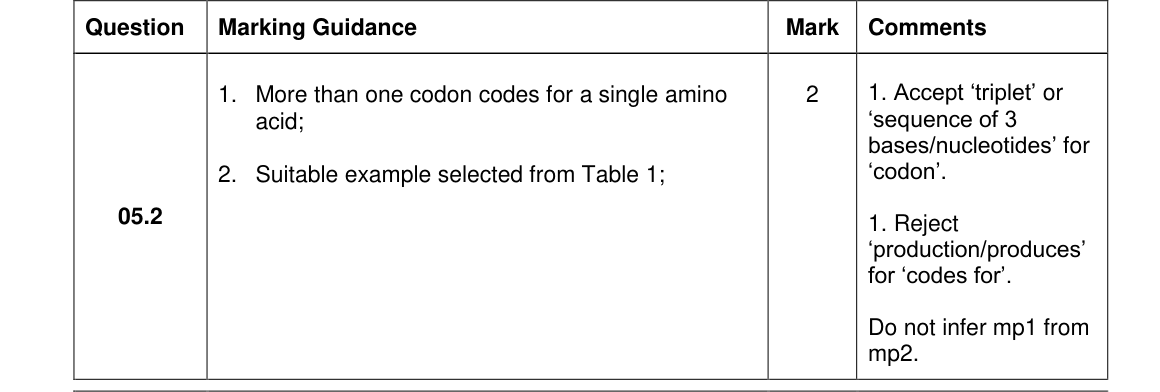 Question Marking Guidance Mark Comments
05.2
1. More than one codon codes for a single amino
acid;
2. Suitable example selected from Table 1;
2
1. Accept ‘triplet’ or
‘sequence of 3
bases/nucleotides’ for
‘codon’.
1. Reject
‘production/produces’
for ‘codes for’.
Do not infer mp1 from
mp2.